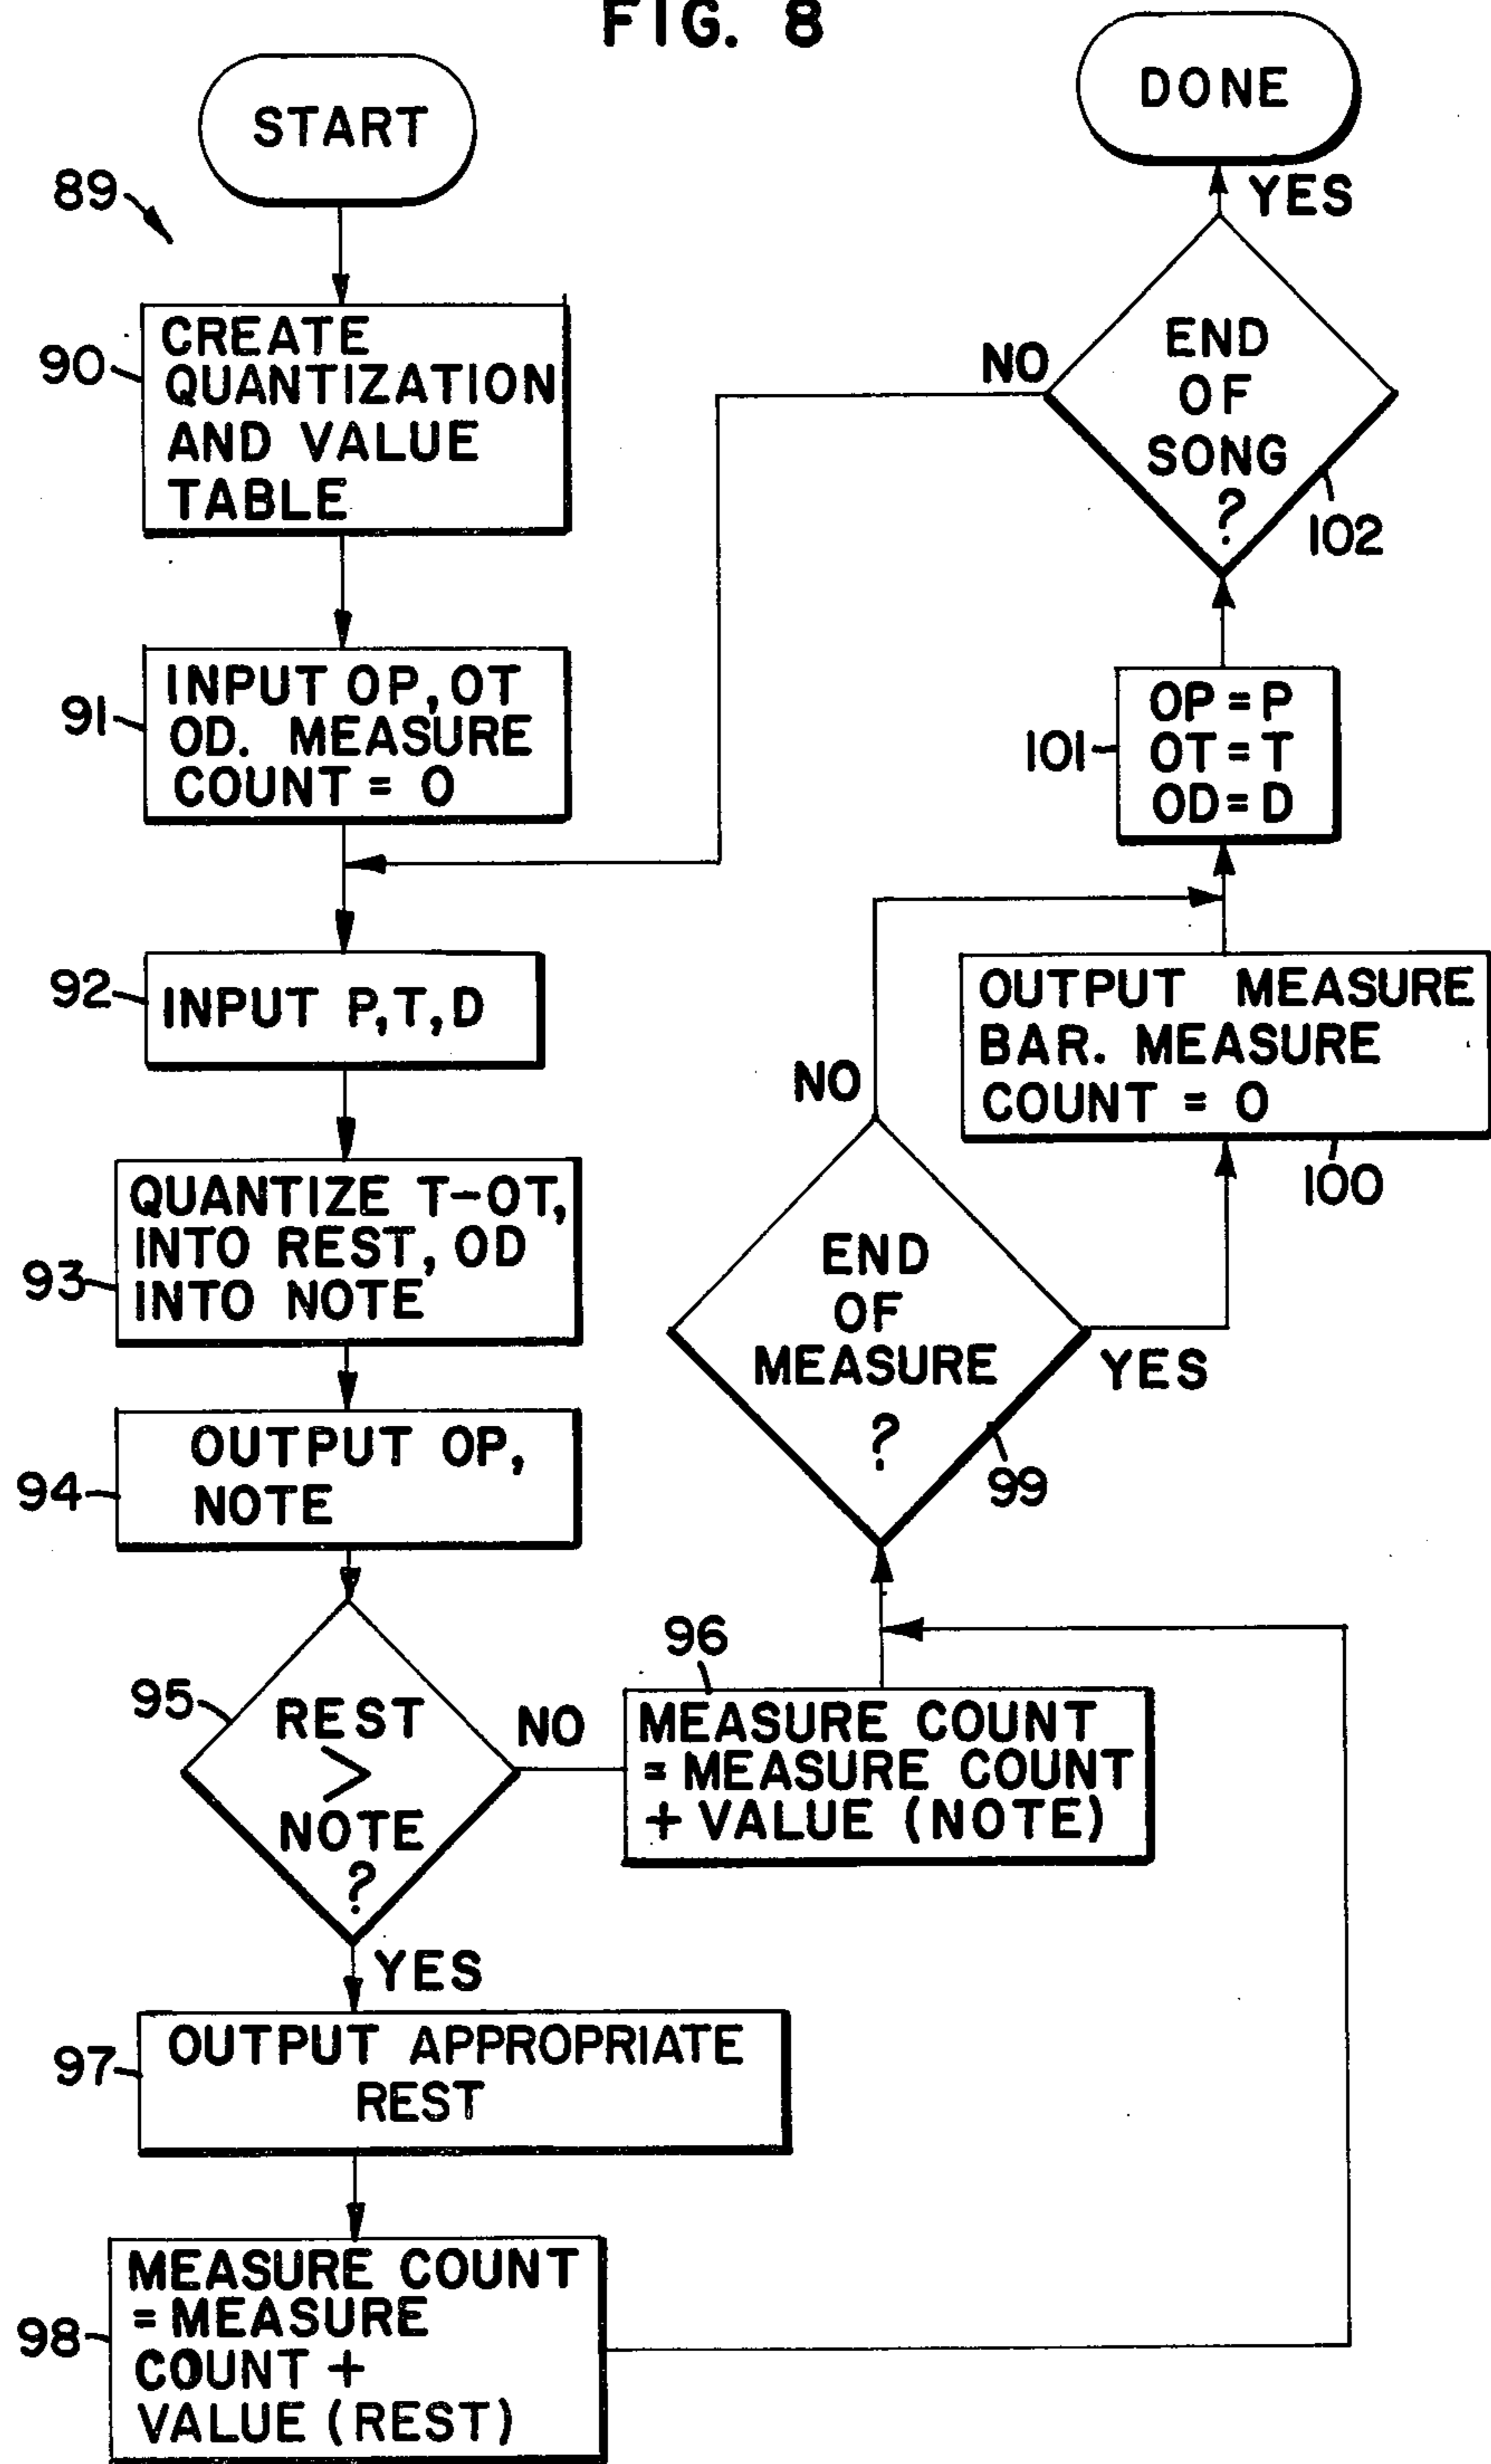 FIG. 8
START
89
90
CREATE
QUANTIZATION
AND VALUE
TABLE
91
INPUT OP, OT
OD. MEASURE
COUNT = 0
92
INPUT P, T, D
93
QUANTIZE T-OT,
INTO REST, OD
INTO NOTE
94
OUTPUT OP,
NOTE
95
REST
>
NOTE
?
NO
YES
96
MEASURE COUNT
= MEASURE COUNT
+ VALUE (NOTE)
97
OUTPUT APPROPRIATE
REST
98
MEASURE COUNT
= MEASURE
COUNT +
VALUE (REST)
END
OF
MEASURE
?
99
NO
YES
OUTPUT MEASURE
BAR. MEASURE
COUNT = 0
100
101
OP = P
OT = T
OD = D
END
OF
SONG
?
102
NO
YES
DONE